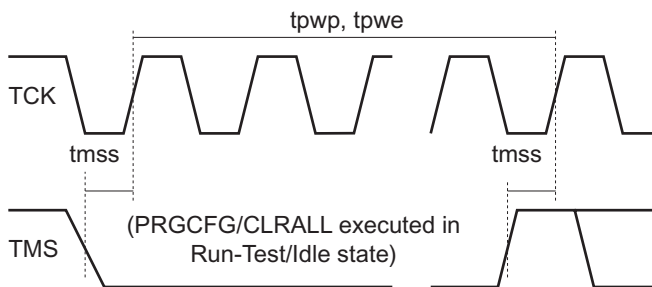 tpwp, tpwe
TCK
tmss
tmss
(PRGCFG/CLRALL executed in
Run-Test/Idle state)
TMS